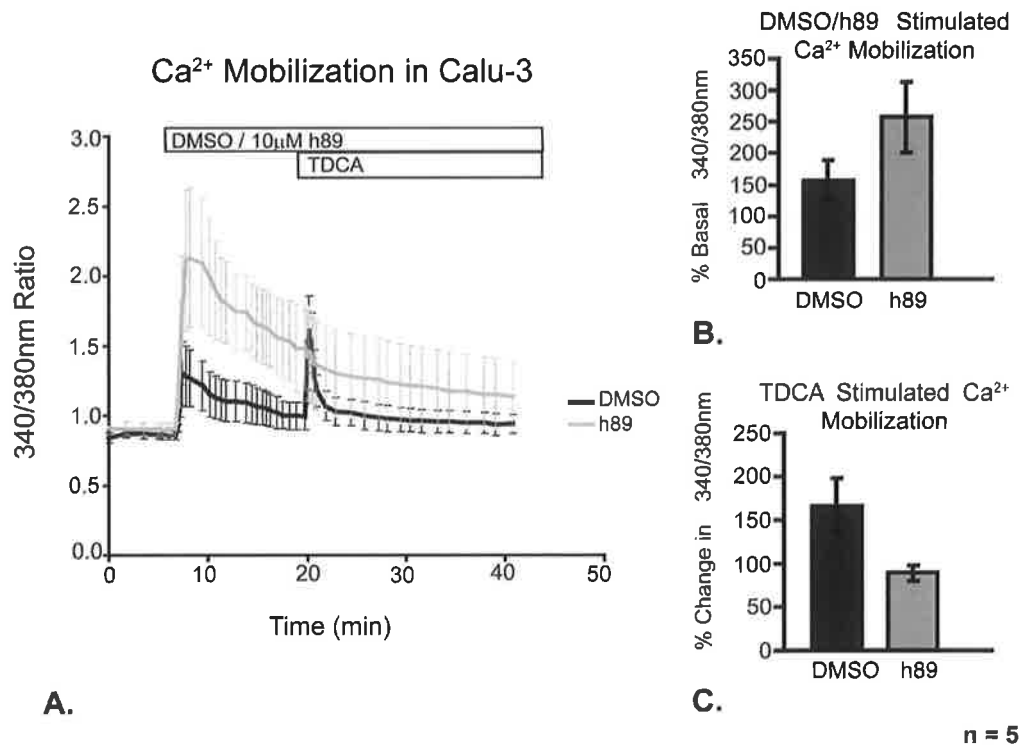 Ca²⁺ Mobilization in Calu-3
3.0
2.5
2.0
1.5
1.0
0.5
0.0
340/380nm Ratio
DMSO / 10µM h89
TDCA
0 10 20 30 40 50
Time (min)
DMSO
h89
A.
DMSO/h89 Stimulated
Ca²⁺ Mobilization
350
300
250
200
150
100
50
0
% Basal 340/380nm
DMSO h89
B.
TDCA Stimulated Ca²⁺
Mobilization
250
200
150
100
50
0
% Change in 340/380nm
DMSO h89
C.
n = 5